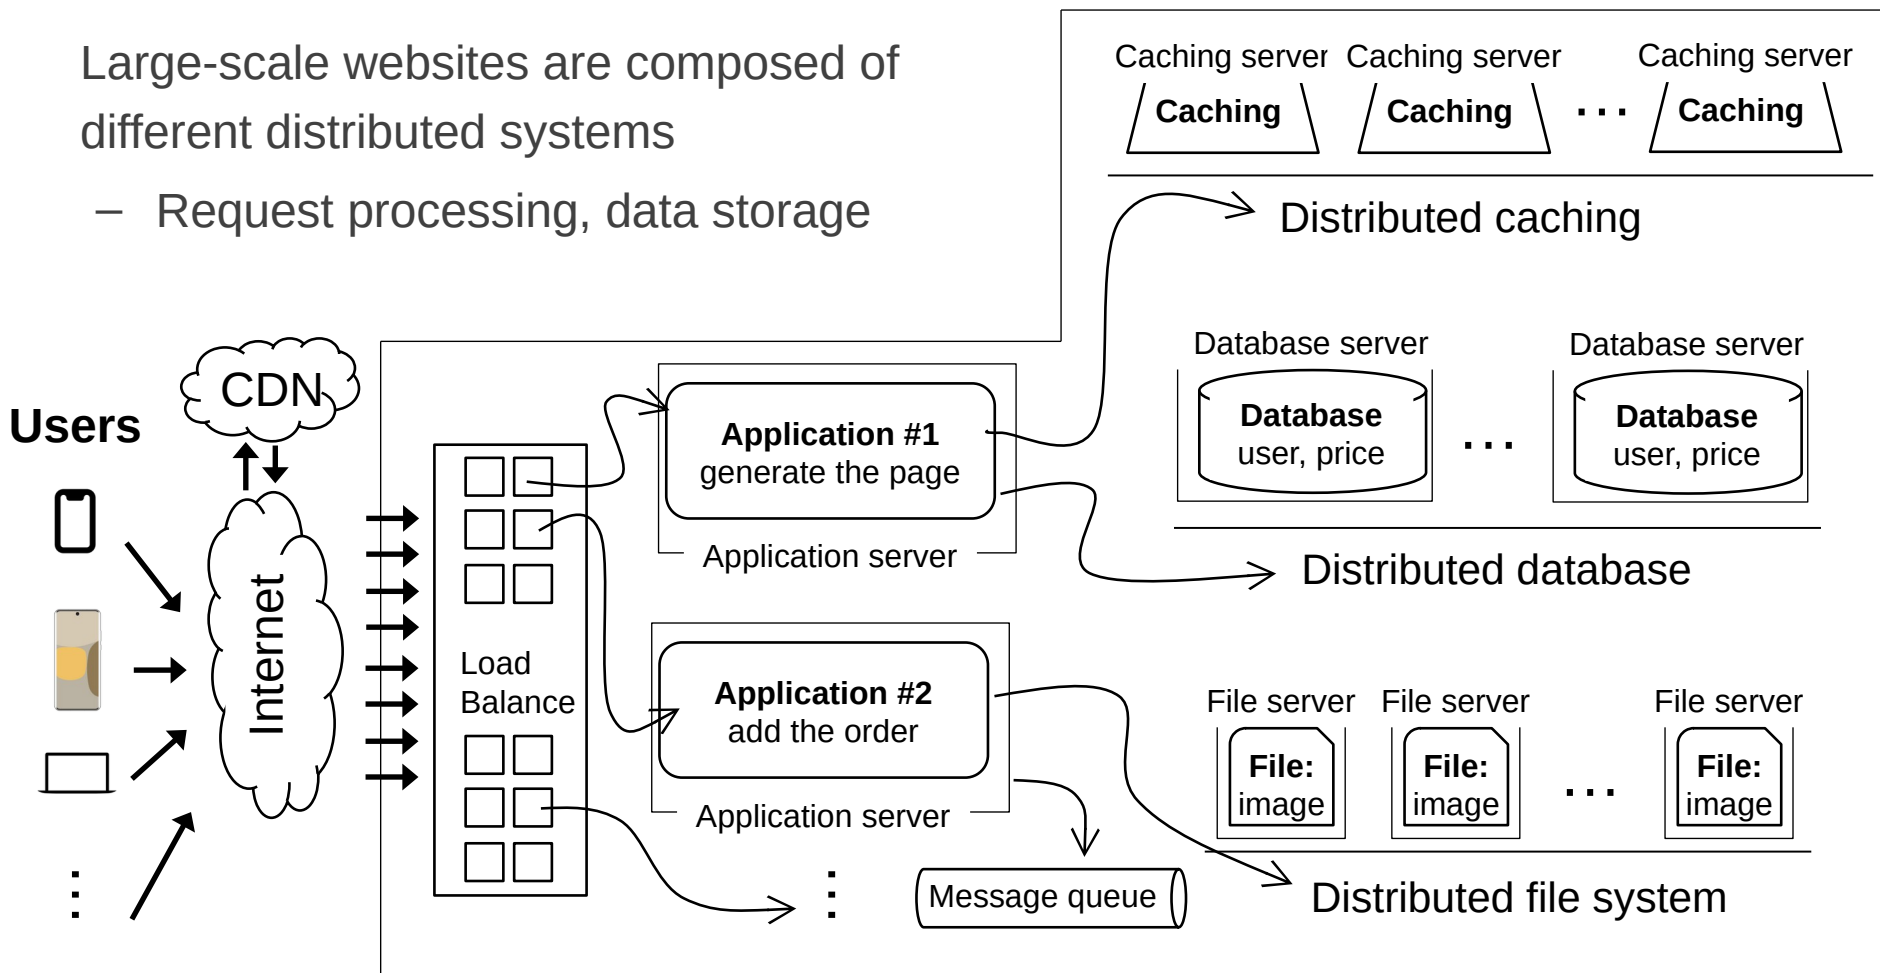 Large-scale websites are composed of
different distributed systems
– Request processing, data storage
Caching server
Caching
Caching server
Caching
...
Caching server
Caching
Distributed caching
Users
CDN
Internet
Load
Balance
Application #1
generate the page
Application server
Application #2
add the order
Application server
Message queue
Database server
Database
user, price
...
Database server
Database
user, price
Distributed database
File server
File:
image
File server
File:
image
...
File server
File:
image
Distributed file system